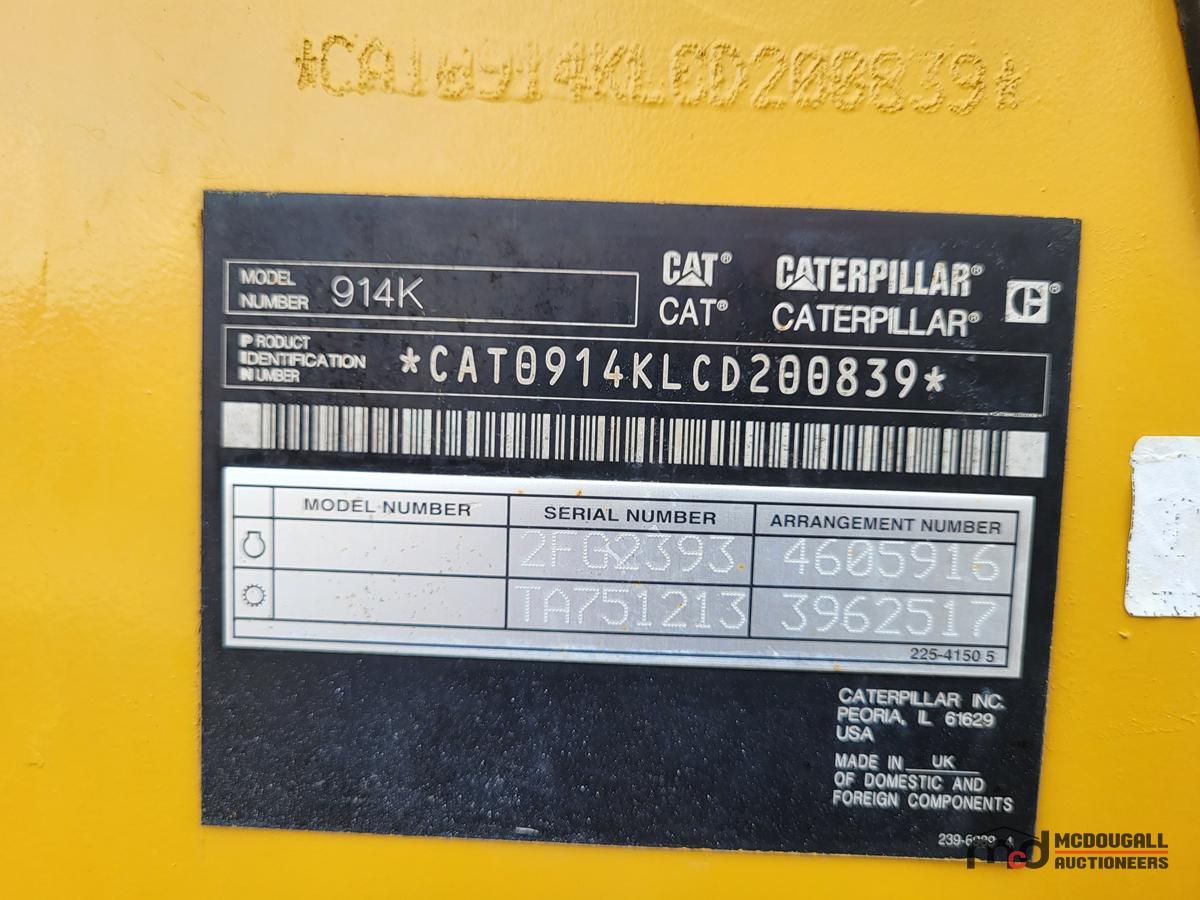 *CAT0914KLCD200839*
CAT® CATERPILLAR®
MODEL NUMBER 914K
CAT® CATERPILLAR®
PRODUCT IDENTIFICATION NUMBER *CAT0914KLCD200839*
MODEL NUMBER SERIAL NUMBER ARRANGEMENT NUMBER
2FG2393 4605916
TA751213 3962517
225-4150 5
CATERPILLAR INC.
PEORIA, IL 61629
USA
MADE IN UK
OF DOMESTIC AND
FOREIGN COMPONENTS
mcd MCDOUGALL
AUCTIONEERS